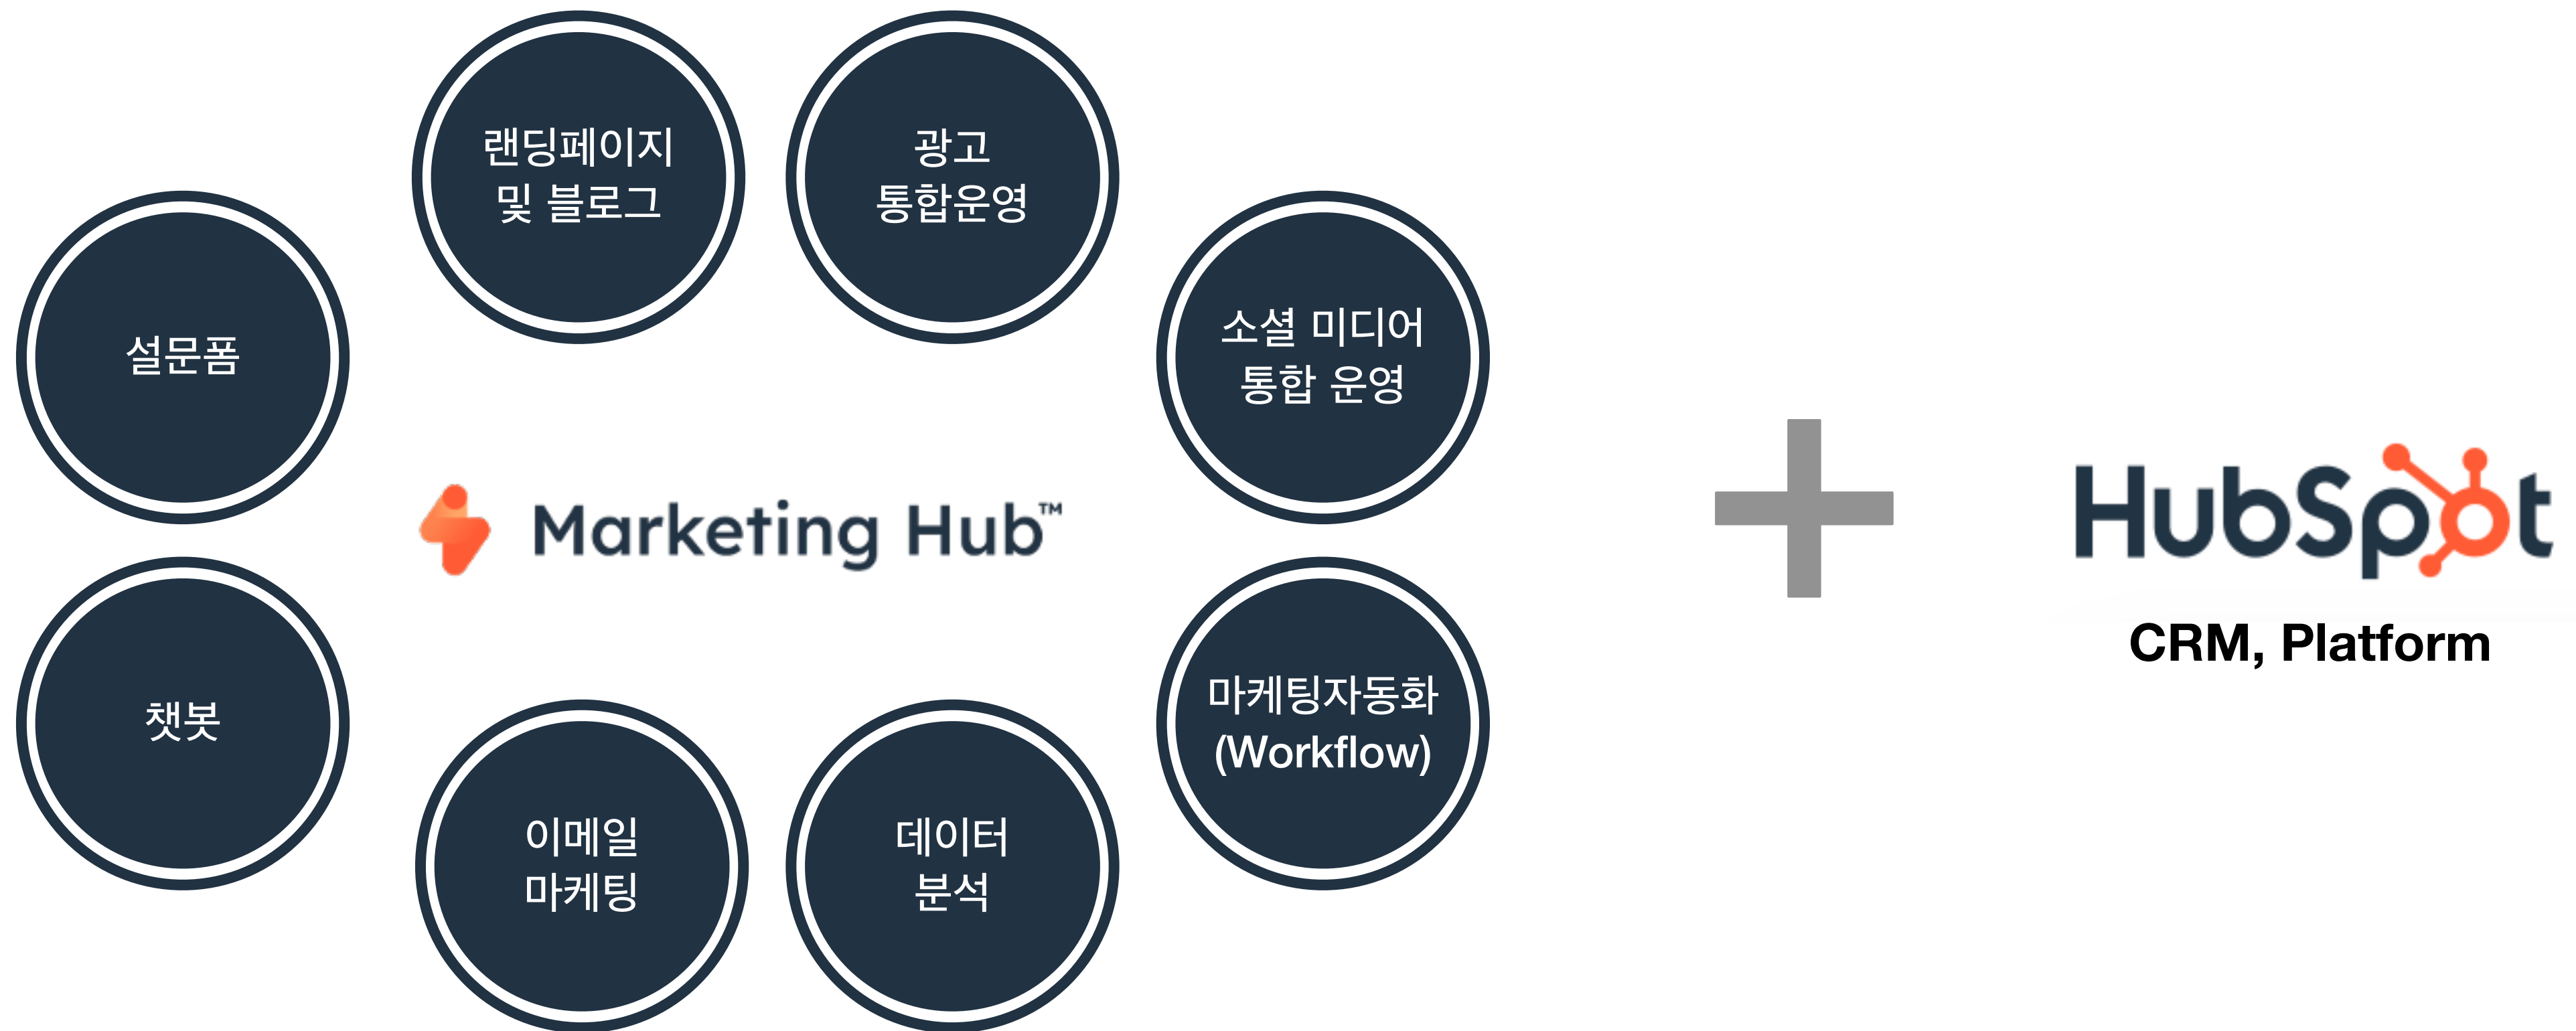 랜딩페이지
및 블로그
광고
통합운영
설문폼
소셜 미디어
통합 운영
Marketing Hub™
HubSpot
CRM, Platform
챗봇
마케팅자동화
(Workflow)
이메일
마케팅
데이터
분석